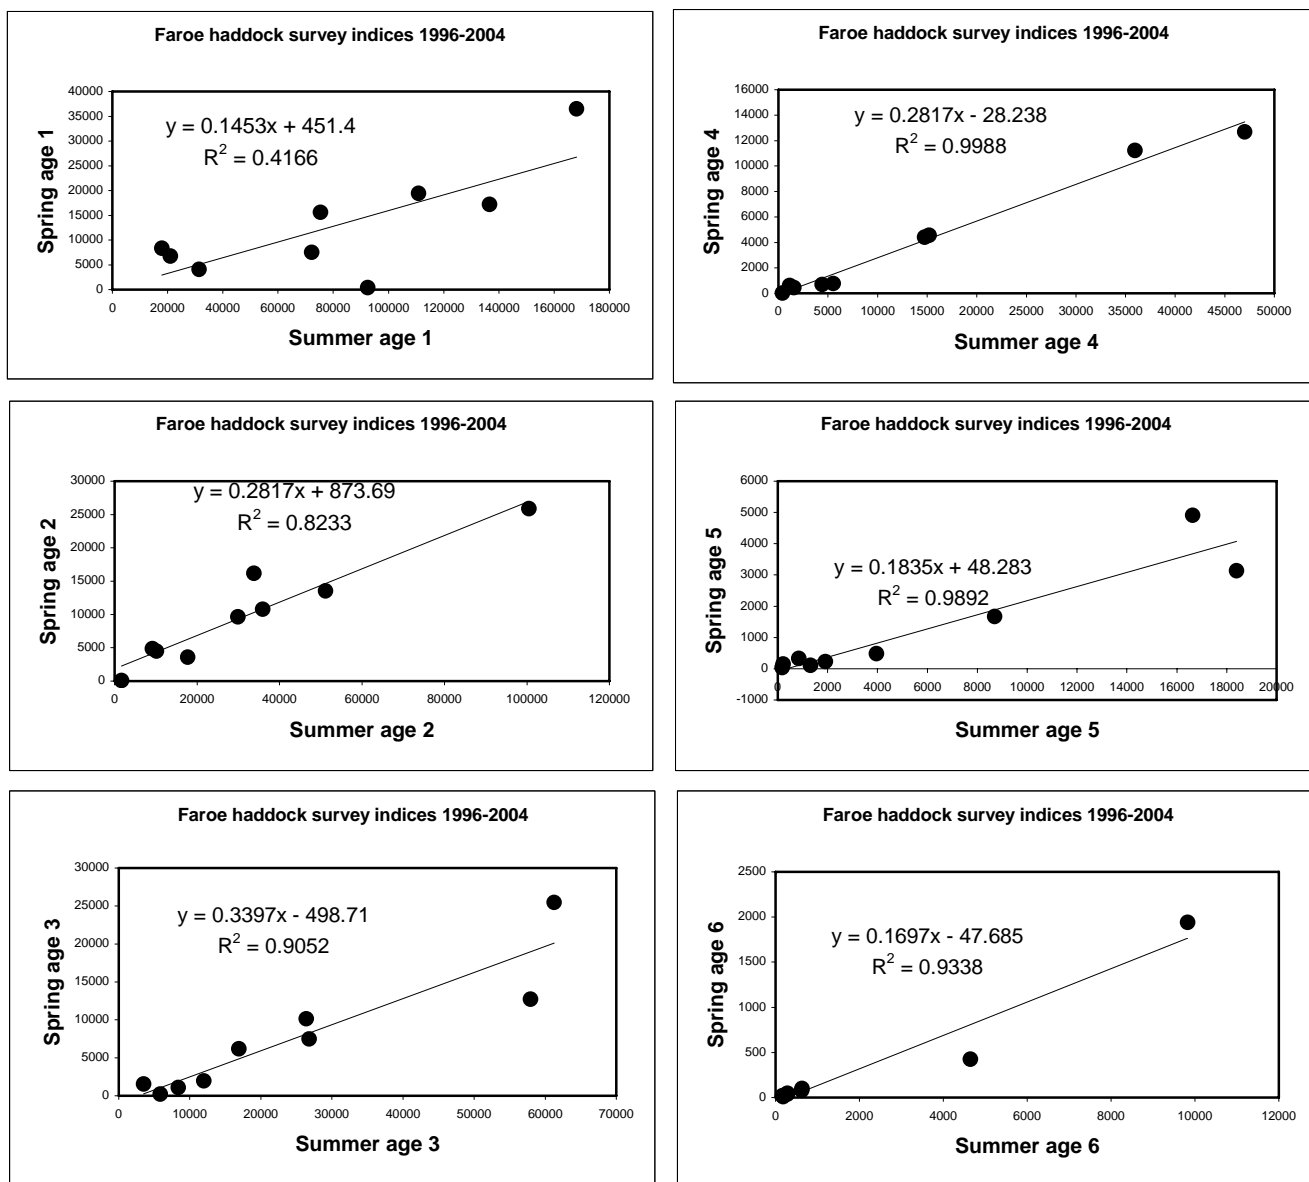 Faroe haddock survey indices 1996-2004
40000
35000
30000
25000
20000
15000
10000
5000
0
Spring age 1
y = 0.1453x + 451.4
R² = 0.4166
0 20000 40000 60000 80000 100000 120000 140000 160000 180000
Summer age 1
Faroe haddock survey indices 1996-2004
16000
14000
12000
10000
8000
6000
4000
2000
0
Spring age 4
y = 0.2817x - 28.238
R² = 0.9988
0 5000 10000 15000 20000 25000 30000 35000 40000 45000 50000
Summer age 4
Faroe haddock survey indices 1996-2004
30000
25000
20000
15000
10000
5000
0
Spring age 2
y = 0.2817x + 873.69
R² = 0.8233
0 20000 40000 60000 80000 100000 120000
Summer age 2
Faroe haddock survey indices 1996-2004
6000
5000
4000
3000
2000
1000
0
-1000
Spring age 5
y = 0.1835x + 48.283
R² = 0.9892
0 2000 4000 6000 8000 10000 12000 14000 16000 18000 20000
Summer age 5
Faroe haddock survey indices 1996-2004
30000
25000
20000
15000
10000
5000
0
Spring age 3
y = 0.3397x - 498.71
R² = 0.9052
0 10000 20000 30000 40000 50000 60000 70000
Summer age 3
Faroe haddock survey indices 1996-2004
2500
2000
1500
1000
500
0
Spring age 6
y = 0.1697x - 47.685
R² = 0.9338
0 2000 4000 6000 8000 10000 12000
Summer age 6